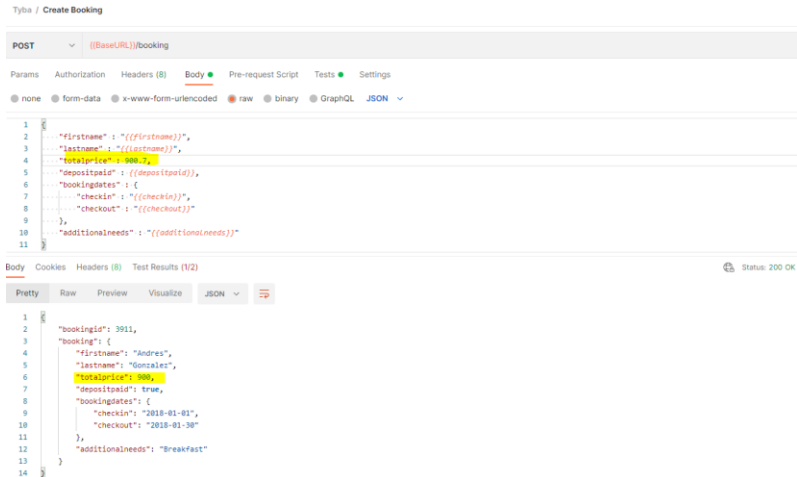 Tyba / Create Booking
POST {{BaseURL}}/booking
Params Authorization Headers (8) Body Pre-request Script Tests Settings
none form-data x-www-form-urlencoded raw binary GraphQL JSON
1 {
2 "firstname" : "{{firstname}}",
3 "lastname" : "{{lastname}}",
4 "totalprice" : 900.7,
5 "depositpaid" : {{depositpaid}},
6 "bookingdates" : {
7 "checkin" : "{{checkin}}",
8 "checkout" : "{{checkout}}"
9 },
10 "additionalneeds" : "{{additionalneeds}}"
11 }
Body Cookies Headers (8) Test Results (1/2) Status: 200 OK
Pretty Raw Preview Visualize JSON
1 {
2 "bookingid": 3911,
3 "booking": {
4 "firstname": "Andres",
5 "lastname": "Gonzalez",
6 "totalprice": 900,
7 "depositpaid": true,
8 "bookingdates": {
9 "checkin": "2018-01-01",
10 "checkout": "2018-01-30"
11 },
12 "additionalneeds": "Breakfast"
13 }
14 }